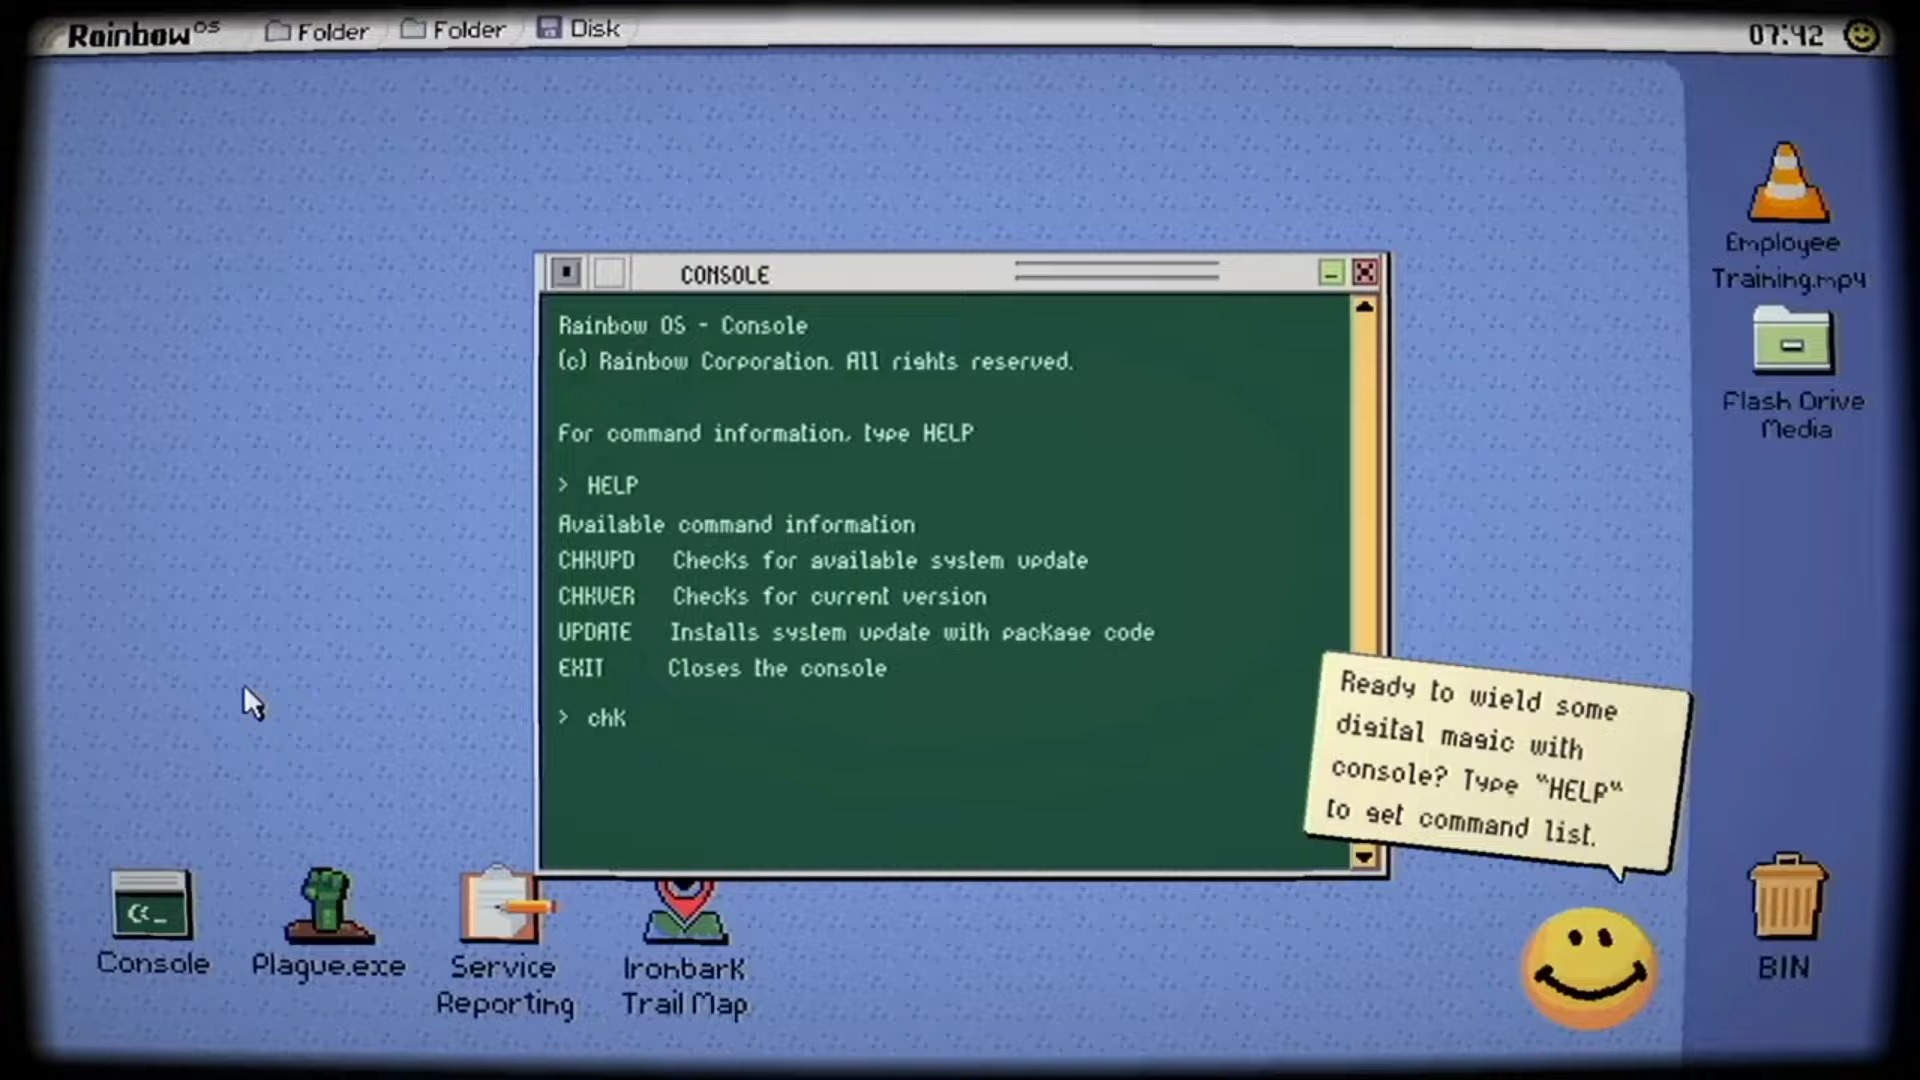 RainbowOS
Folder
Folder
Disk
07:42
Employee
Training.mp4
Flash Drive
Media
CONSOLE
Rainbow OS - Console
(c) Rainbow Corporation. All rights reserved.
For command information, type HELP
> HELP
Available command information
CHKUPD Checks for available system update
CHKVER Checks for current version
UPDATE Installs system update with package code
EXIT Closes the console
> chk
Ready to wield some
digital magic with
console? Type "HELP"
to get command list.
Console
Plague.exe
Service
Reporting
Ironbark
Trail Map
BIN